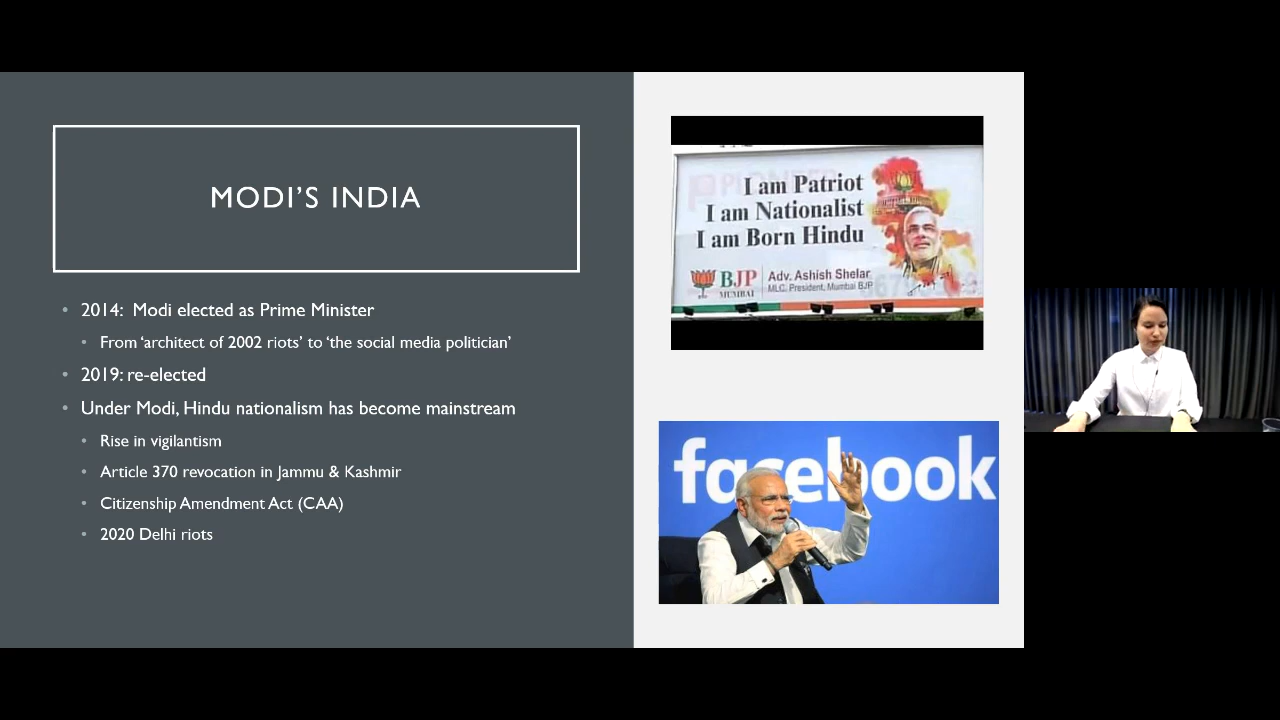 MODI'S INDIA
• 2014: Modi elected as Prime Minister
• From 'architect of 2002 riots' to 'the social media politician'
• 2019: re-elected
• Under Modi, Hindu nationalism has become mainstream
• Rise in vigilantism
• Article 370 revocation in Jammu & Kashmir
• Citizenship Amendment Act (CAA)
• 2020 Delhi riots
I am Patriot
I am Nationalist
I am Born Hindu
BJP
MUMBAI
Adv. Ashish Shelar
MLC, President, Mumbai BJP
facebook